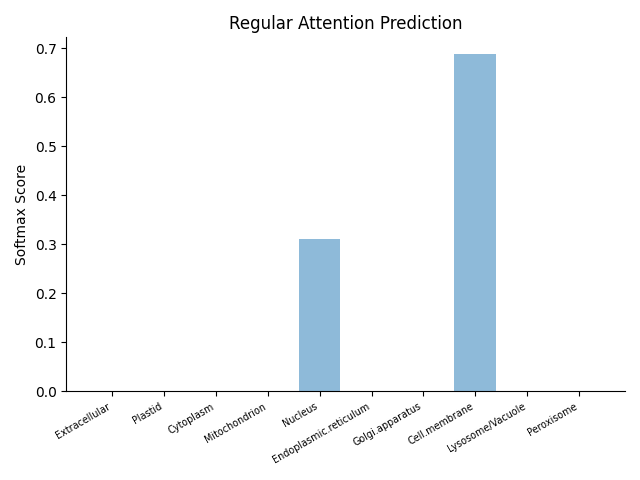 Regular Attention Prediction
Softmax Score
0.7
0.6
0.5
0.4
0.3
0.2
0.1
0.0
Extracellular
Plastid
Cytoplasm
Mitochondrion
Nucleus
Endoplasmic.reticulum
Golgi.apparatus
Cell.membrane
Lysosome/Vacuole
Peroxisome